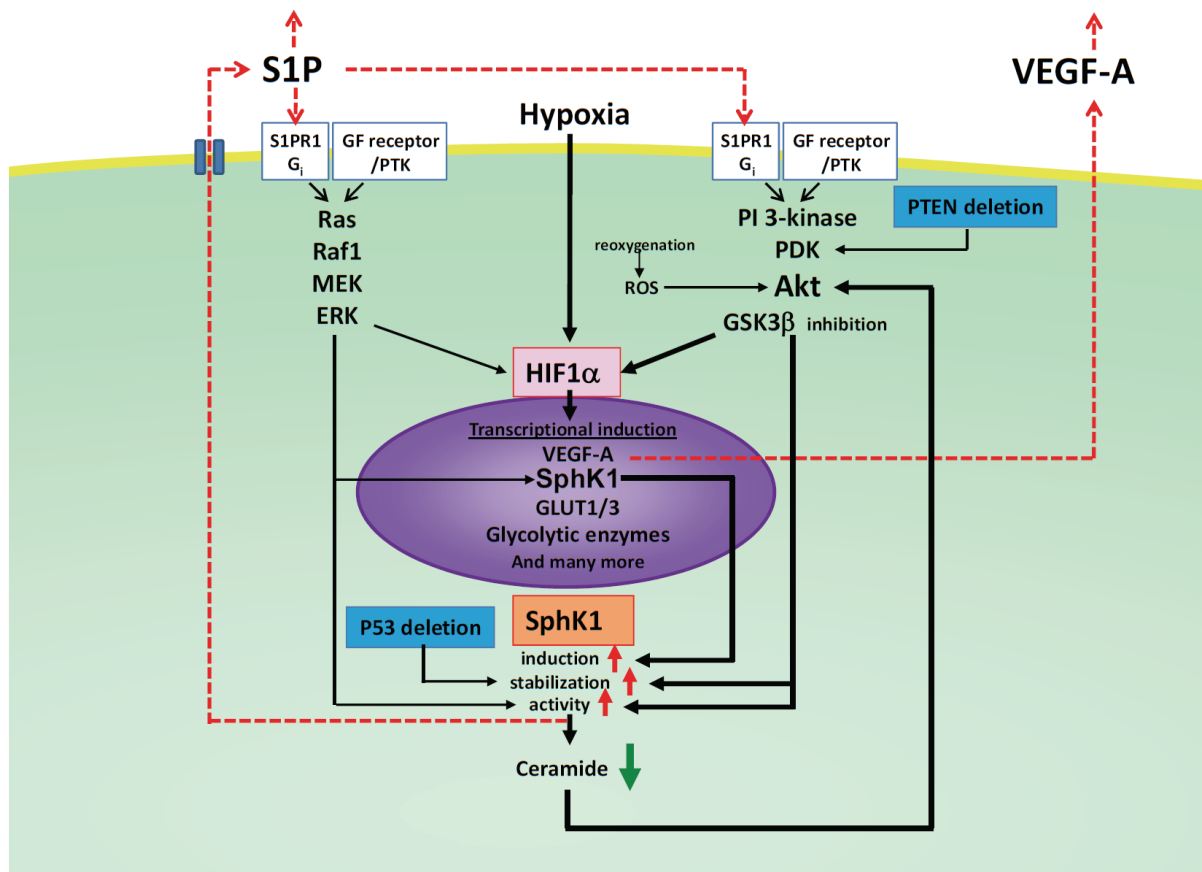 S1P
VEGF-A
Hypoxia
S1PR1
Gi
GF receptor
/PTK
S1PR1
Gi
GF receptor
/PTK
Ras
Raf1
MEK
ERK
PI 3-kinase
PDK
Akt
GSK3β inhibition
PTEN deletion
reoxygenation
ROS
HIF1α
Transcriptional induction
VEGF-A
SphK1
GLUT1/3
Glycolytic enzymes
And many more
P53 deletion
SphK1
induction
stabilization
activity
Ceramide